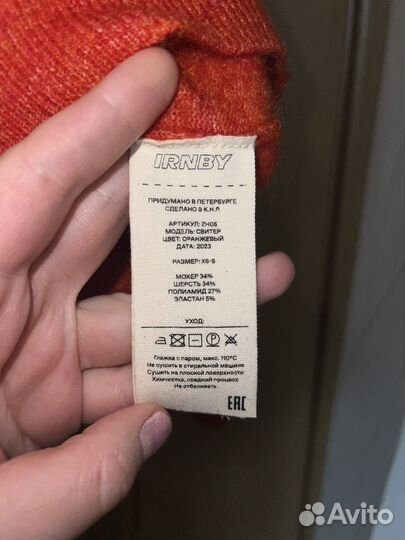 IRNBY
ПРИДУМАНО В ПЕТЕРБУРГЕ
СДЕЛАНО В К.Н.Р.
АРТИКУЛ: ZH05
МОДЕЛЬ: СВИТЕР
ЦВЕТ: ОРАНЖЕВЫЙ
ДАТА: 2023
РАЗМЕР: XS-S
МОХЕР 34%
ШЕРСТЬ 34%
ПОЛИАМИД 27%
ЭЛАСТАН 5%
УХОД:
P
Глажка с паром, макс. 110°C
Не сушить в стиральной машине
Сушить на плоской поверхности
Химчистка, средний процесс
Не отбеливать
EAC
Avito